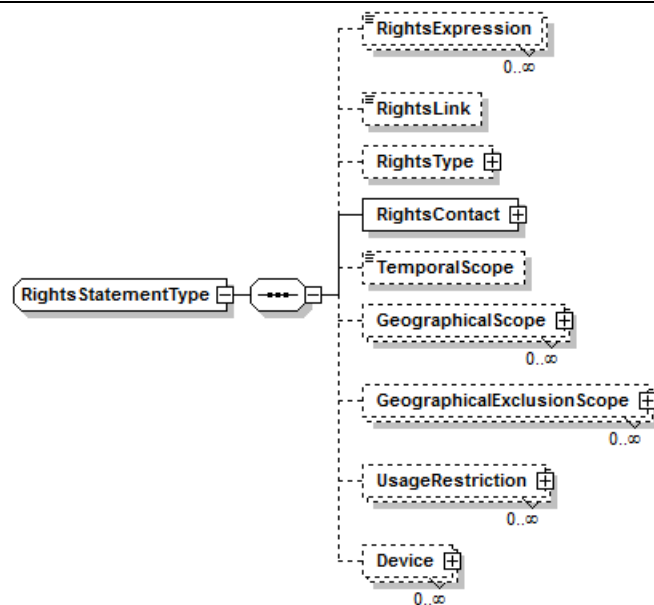 RightsExpression
0..∞
RightsLink
RightsType
RightsContact
RightsStatementType
TemporalScope
GeographicalScope
0..∞
GeographicalExclusionScope
0..∞
UsageRestriction
0..∞
Device
0..∞